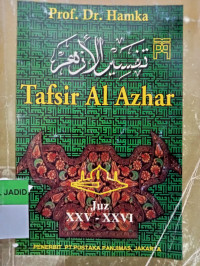 Prof. Dr. Hamka
تفسير الأزهر
Tafsir Al Azhar
L JADID
Juz
XXV - XXVI
PENERBIT PT PUSTAKA PANJIMAS, JAKARTA